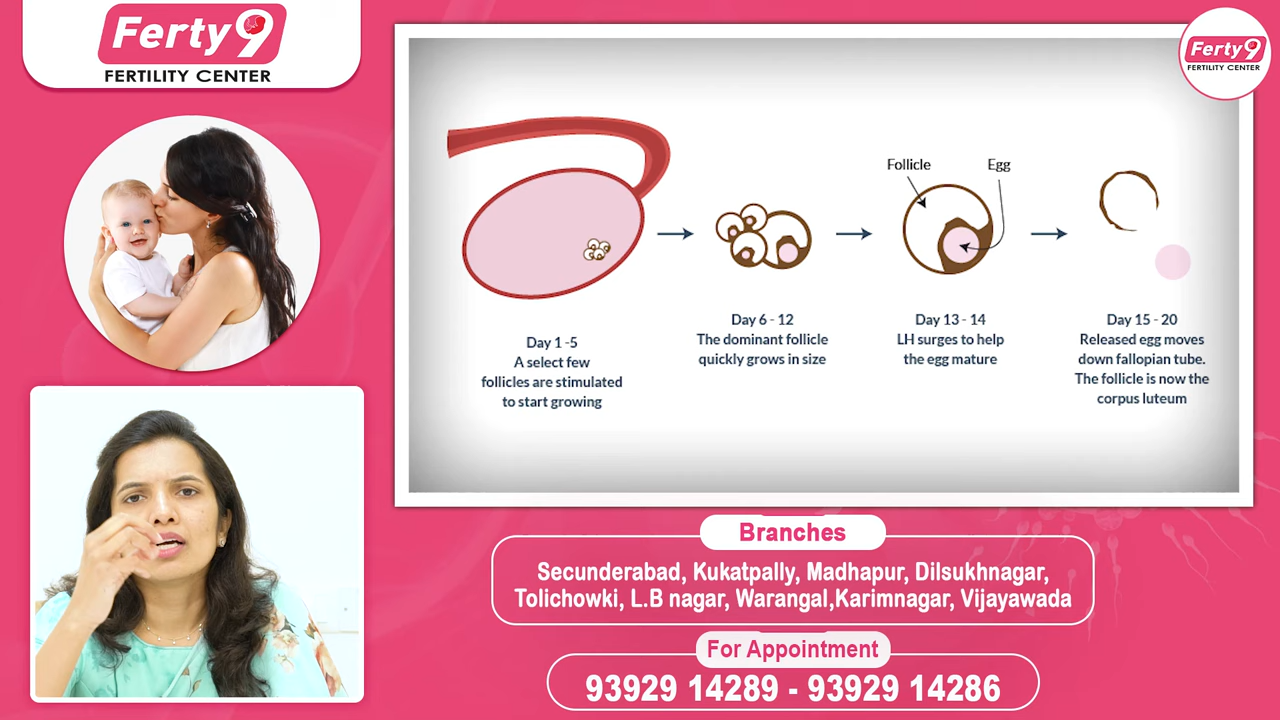 Ferty9
FERTILITY CENTER
Ferty9
FERTILITY CENTER
Follicle
Egg
Day 1 -5
A select few
follicles are stimulated
to start growing
Day 6 - 12
The dominant follicle
quickly grows in size
Day 13 - 14
LH surges to help
the egg mature
Day 15 - 20
Released egg moves
down fallopian tube.
The follicle is now the
corpus luteum
Branches
Secunderabad, Kukatpally, Madhapur, Dilsukhnagar,
Tolichowki, L.B nagar, Warangal,Karimnagar, Vijayawada
For Appointment
93929 14289 - 93929 14286